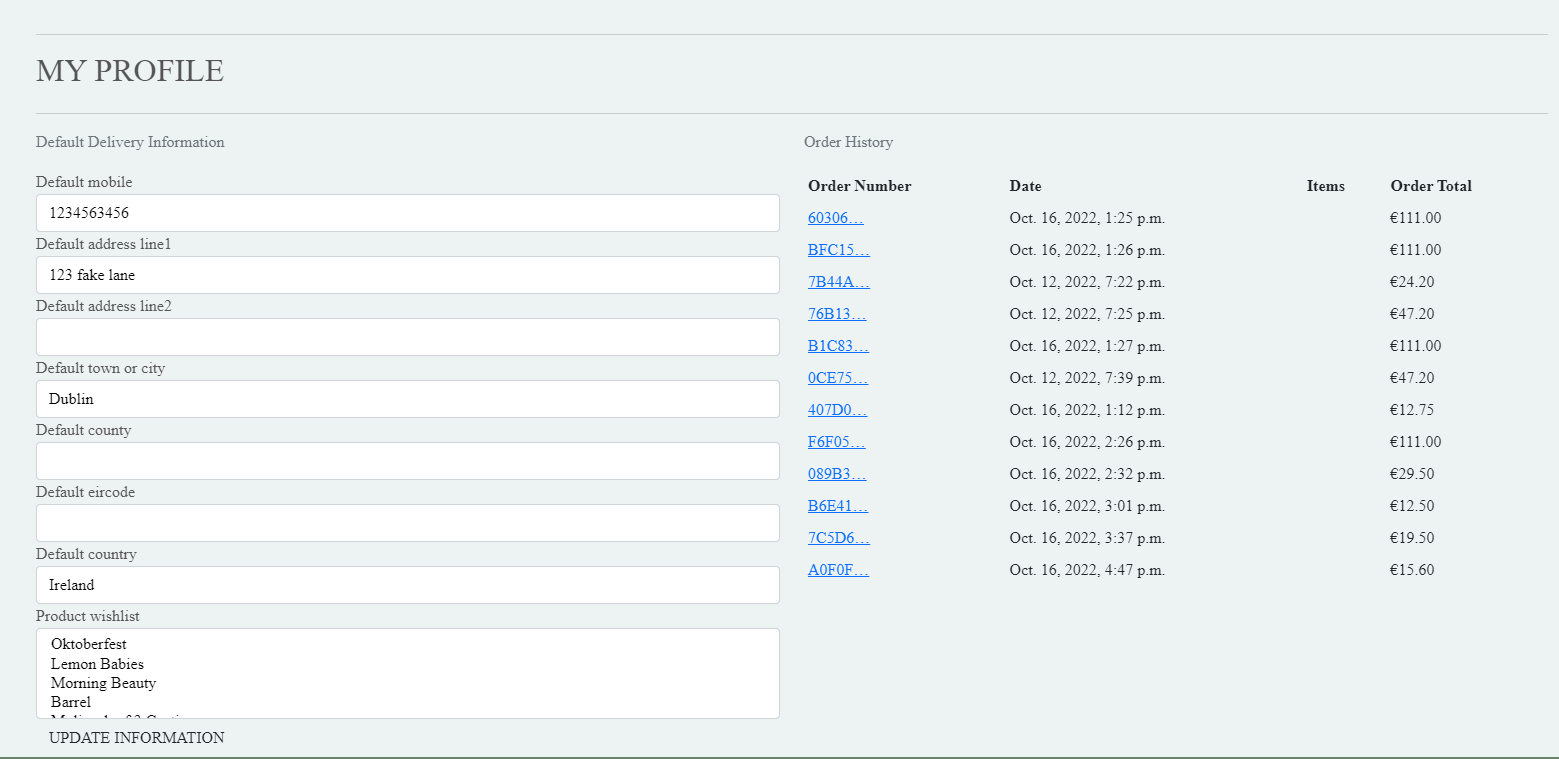 MY PROFILE
Default Delivery Information
Default mobile
1234563456
Default address line1
123 fake lane
Default address line2
Default town or city
Dublin
Default county
Default eircode
Default country
Ireland
Product wishlist
Oktoberfest
Lemon Babies
Morning Beauty
Barrel
UPDATE INFORMATION
Order History
Order Number Date Items Order Total
60306... Oct. 16, 2022, 1:25 p.m. €111.00
BFC15... Oct. 16, 2022, 1:26 p.m. €111.00
7B44A... Oct. 12, 2022, 7:22 p.m. €24.20
76B13... Oct. 12, 2022, 7:25 p.m. €47.20
B1C83... Oct. 16, 2022, 1:27 p.m. €111.00
0CE75... Oct. 12, 2022, 7:39 p.m. €47.20
407D0... Oct. 16, 2022, 1:12 p.m. €12.75
F6F05... Oct. 16, 2022, 2:26 p.m. €111.00
089B3... Oct. 16, 2022, 2:32 p.m. €29.50
B6E41... Oct. 16, 2022, 3:01 p.m. €12.50
7C5D6... Oct. 16, 2022, 3:37 p.m. €19.50
A0F0F... Oct. 16, 2022, 4:47 p.m. €15.60